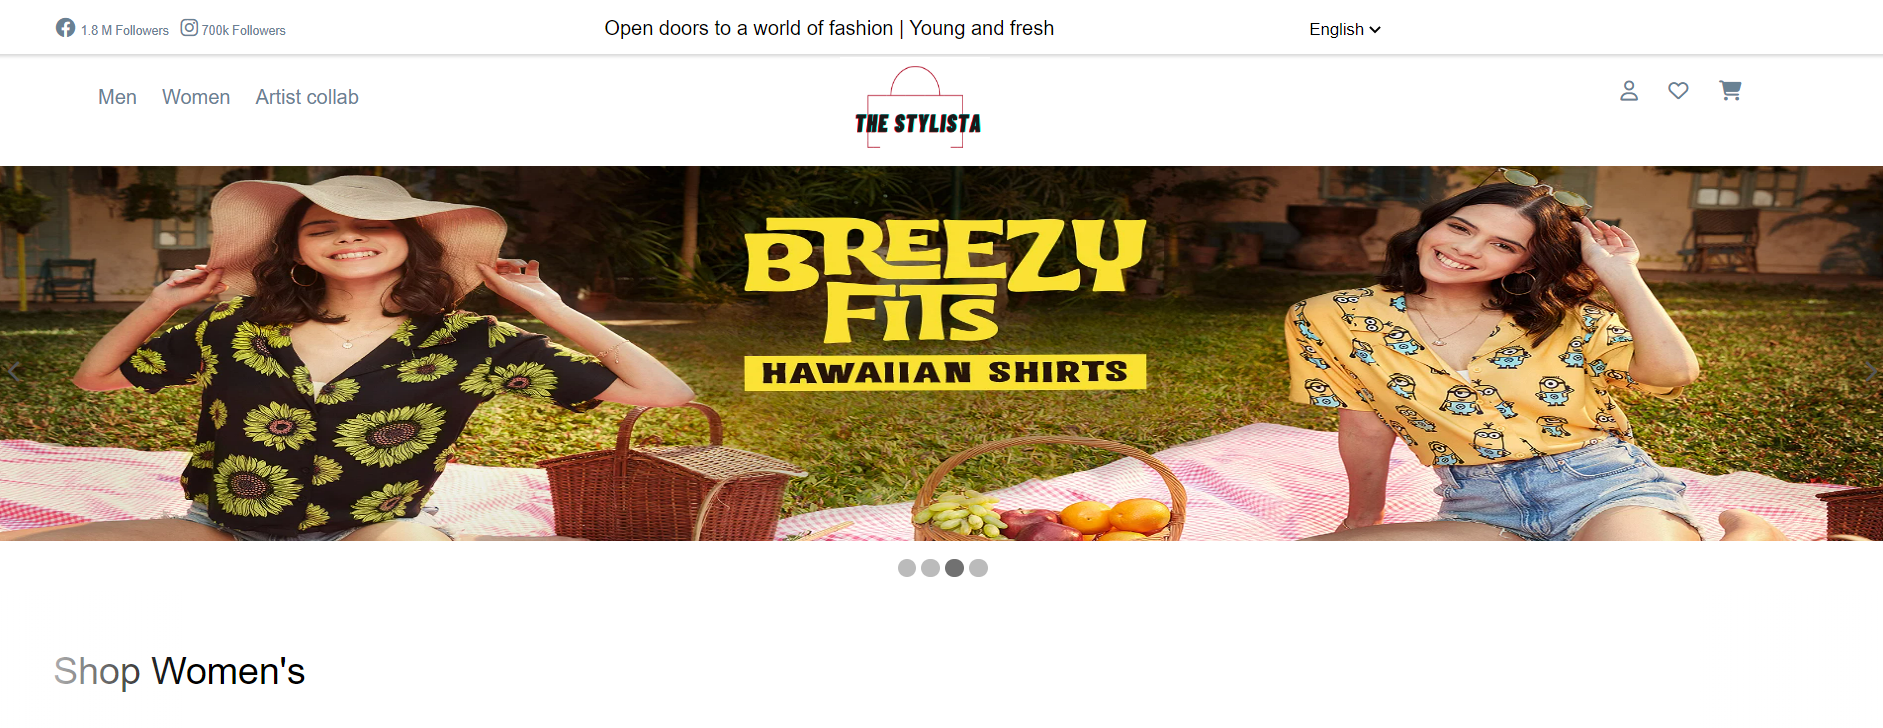 1.8 M Followers 700k Followers
Open doors to a world of fashion | Young and fresh
English
Men Women Artist collab
THE STYLISTA
BREEZY
FITS
HAWAIIAN SHIRTS
Shop Women's